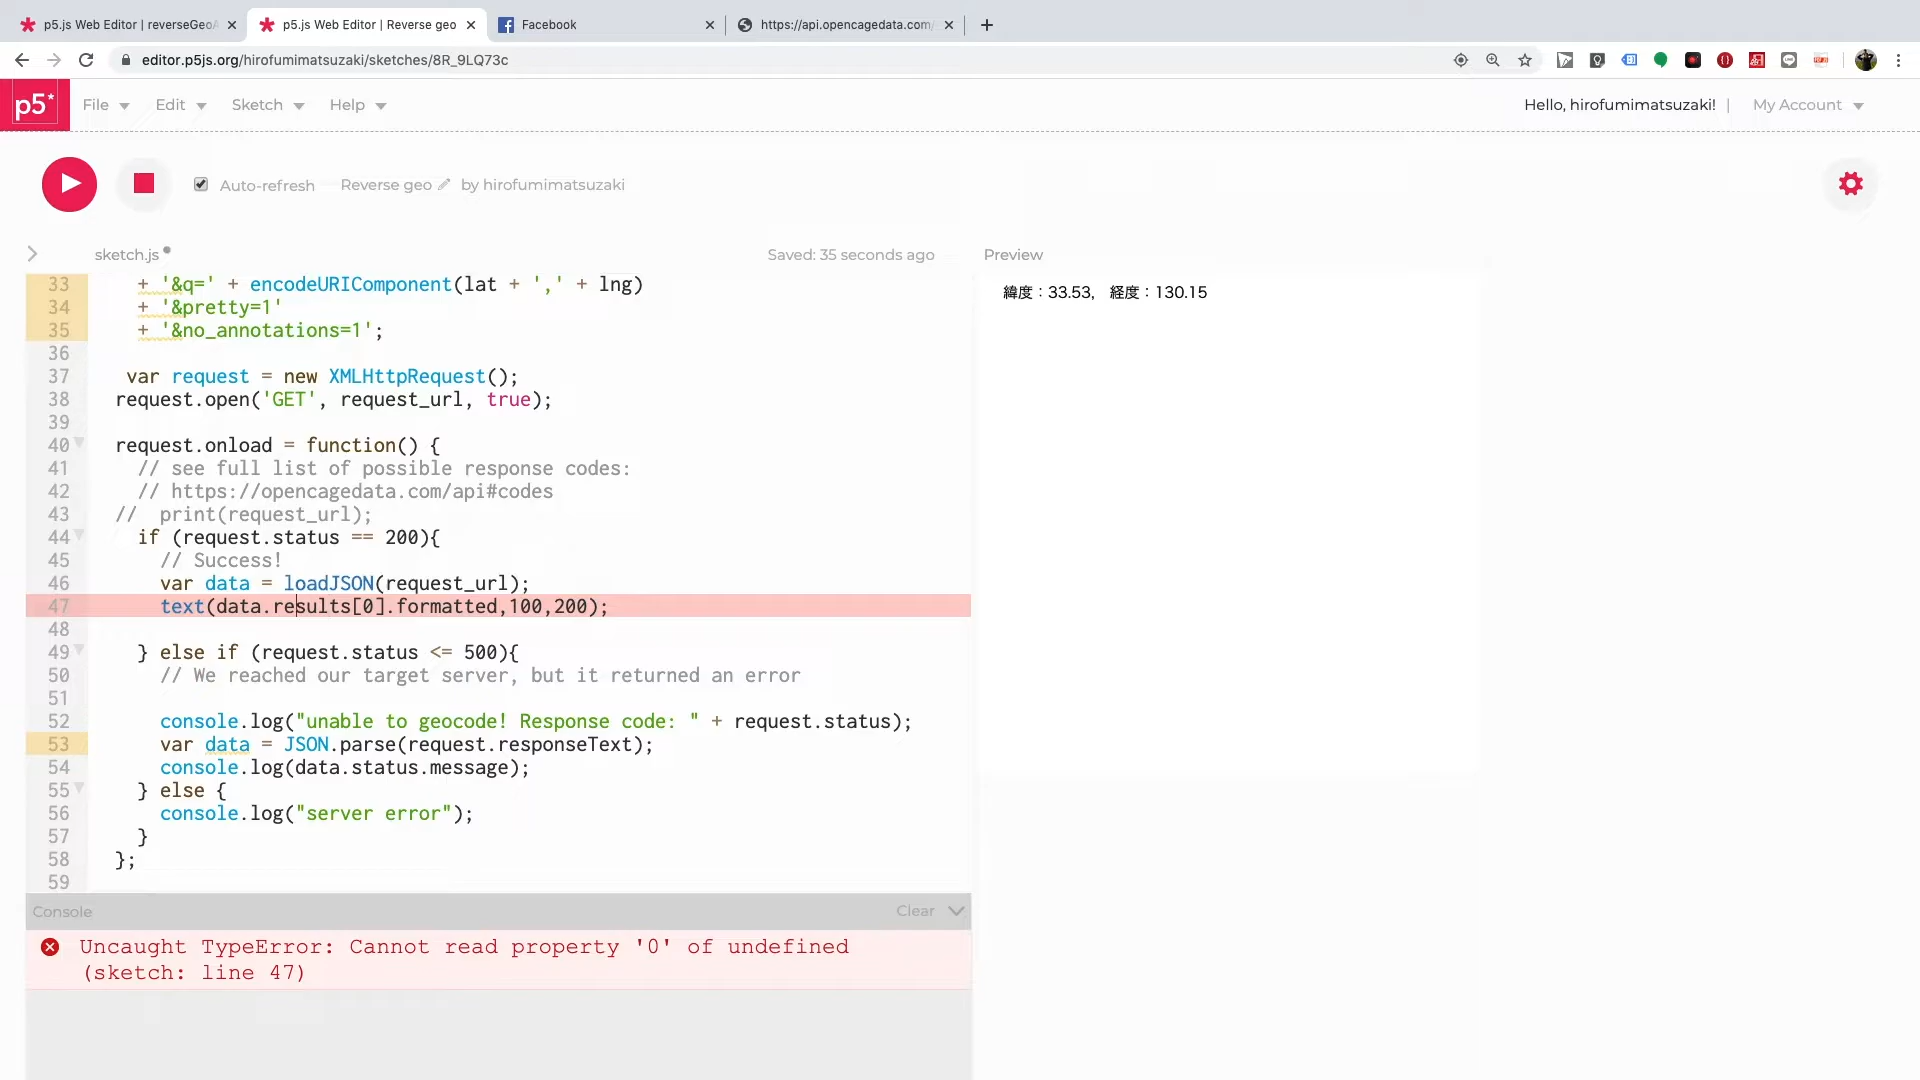 p5.js Web Editor | reverseGeoA
p5.js Web Editor | Reverse geo
Facebook
https://api.opencagedata.com/
editor.p5js.org/hirofumimatsuzaki/sketches/8R_9LQ73c
p5*
File
Edit
Sketch
Help
Hello, hirofumimatsuzaki! |
My Account
Auto-refresh
Reverse geo
by hirofumimatsuzaki
sketch.js
Saved: 35 seconds ago
Preview
33 + '&q=' + encodeURIComponent(lat + ',' + lng)
34 + '&pretty=1'
35 + '&no_annotations=1';
36
37 var request = new XMLHttpRequest();
38 request.open('GET', request_url, true);
39
40 request.onload = function() {
41 // see full list of possible response codes:
42 // https://opencagedata.com/api#codes
43 // print(request_url);
44 if (request.status == 200){
45 // Success!
46 var data = loadJSON(request_url);
47 text(data.results[0].formatted,100,200);
48
49 } else if (request.status <= 500){
50 // We reached our target server, but it returned an error
51
52 console.log("unable to geocode! Response code: " + request.status);
53 var data = JSON.parse(request.responseText);
54 console.log(data.status.message);
55 } else {
56 console.log("server error");
57 }
58 };
59
緯度：33.53, 経度：130.15
Console
Clear
Uncaught TypeError: Cannot read property '0' of undefined
(sketch: line 47)